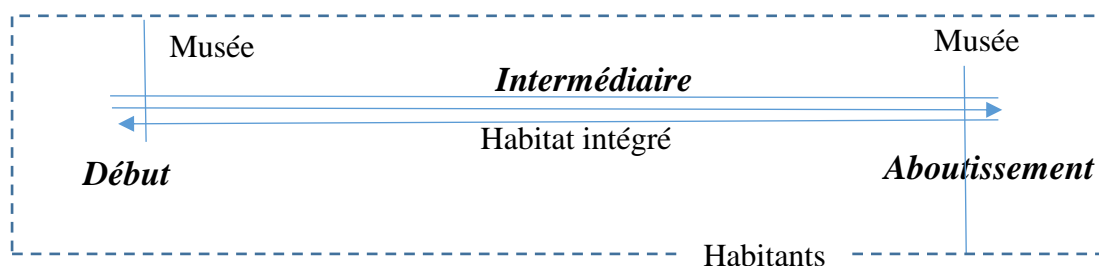 Musée
Musée
Intermédiaire
Habitat intégré
Début
Aboutissement
Habitants